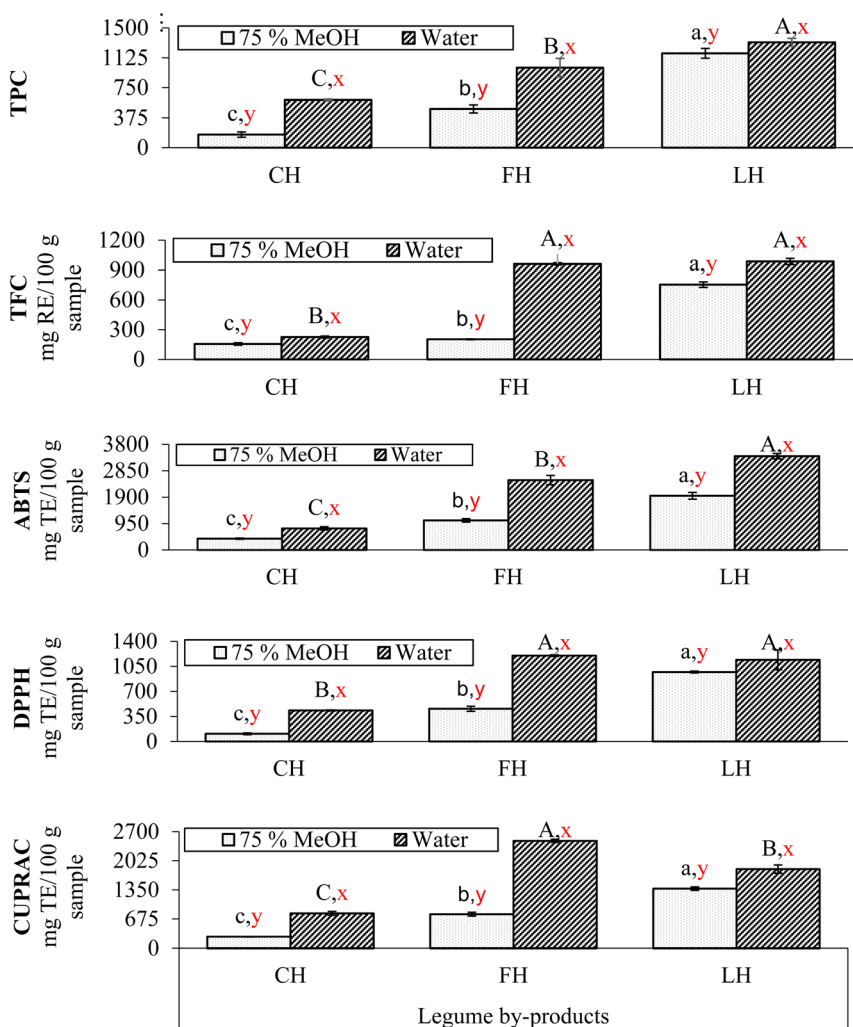 TPC
1500
1125
750
375
0
75 % MeOH Water
c,y C,x b,y B,x a,y A,x
CH FH LH
TFC
mg RE/100 g
sample
1200
900
600
300
0
75 % MeOH Water
c,y B,x b,y A,x a,y A,x
CH FH LH
ABTS
mg TE/100 g
sample
3800
2850
1900
950
0
75 % MeOH Water
c,y C,x b,y B,x a,y A,x
CH FH LH
DPPH
mg TE/100 g
sample
1400
1050
700
350
0
75 % MeOH Water
c,y B,x b,y A,x a,y A,x
CH FH LH
CUPRAC
mg TE/100 g
sample
2700
2025
1350
675
0
75 % MeOH Water
c,y C,x b,y A,x a,y B,x
CH FH LH
Legume by-products